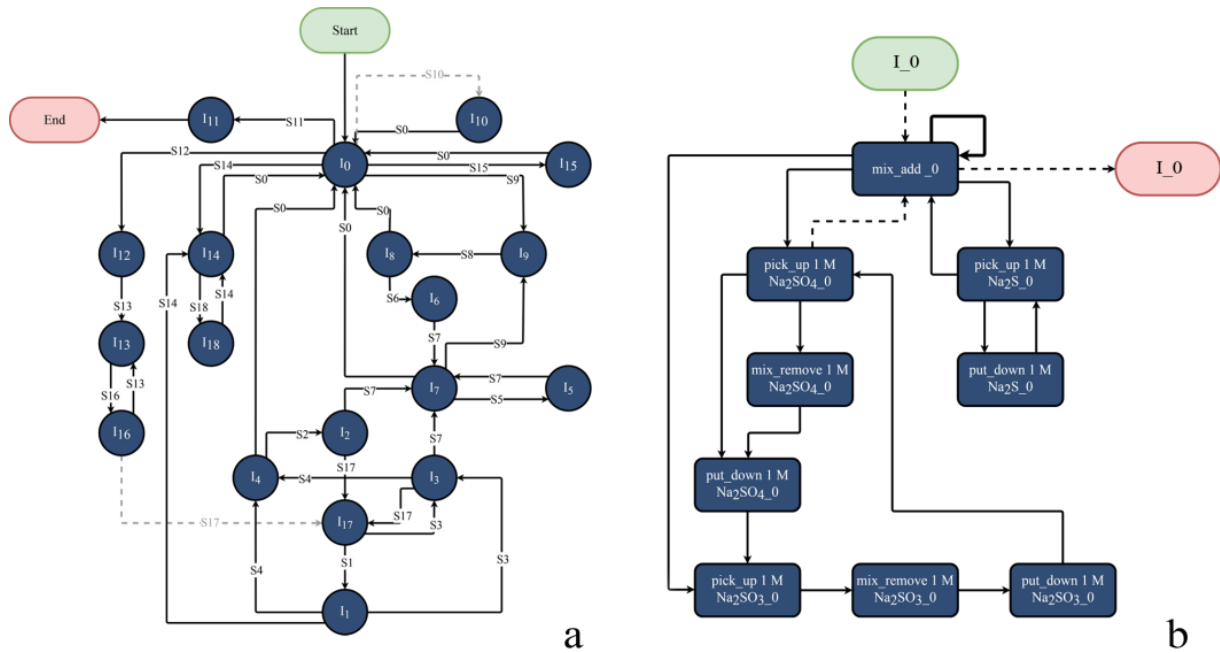 Start
S10
End
I11
S11
I10
S0
S12
I0
S0
I15
S14
S15
S0
S9
I12
I14
S0
I8
S8
I9
S0
S0
S6
I6
S13
S14
S18
S14
S7
I13
I18
S9
S16
S13
I7
S7
I5
S5
S2
I2
S7
I16
S7
S17
I4
S4
I3
S17
I17
S17
S3
S4
S1
S3
I1
a
I_0
mix_add _0
I_0
pick_up 1 M
Na2SO4_0
pick_up 1 M
Na2S_0
mix_remove 1 M
Na2SO4_0
put_down 1 M
Na2S_0
put_down 1 M
Na2SO4_0
pick_up 1 M
Na2SO3_0
mix_remove 1 M
Na2SO3_0
put_down 1 M
Na2SO3_0
b